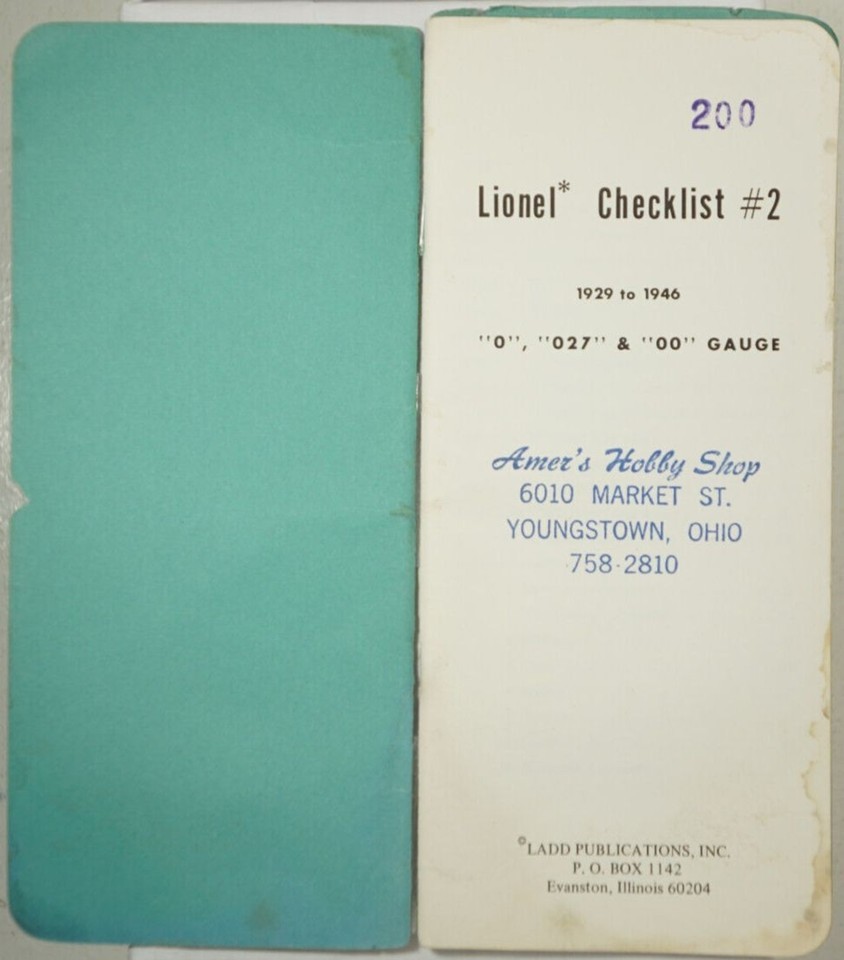 200
Lionel* Checklist #2
1929 to 1946
"0", "027" & "00" GAUGE
Amer's Hobby Shop
6010 MARKET ST.
YOUNGSTOWN, OHIO
758-2810
©LADD PUBLICATIONS, INC.
P. O. BOX 1142
Evanston, Illinois 60204